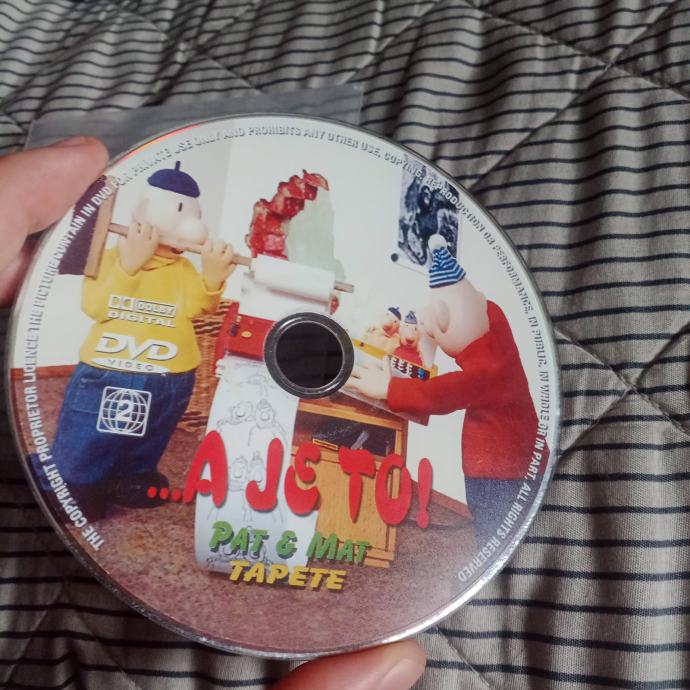 THE COPYRIGHT PROPRIETOR LICENCE THE PICTURE CONTAIN IN DVD FOR PRIVATE USE ONLY AND PROHIBITS ANY OTHER USE, COPYING, REPRODUCTION OR PERFORMANCE, IN PUBLIC, IN WHOLE OR IN PART. ALL RIGHTS RESERVED
DOLBY
DIGITAL
DVD
VIDEO
2
...A JE TO!
PAT & MAT
TAPETE